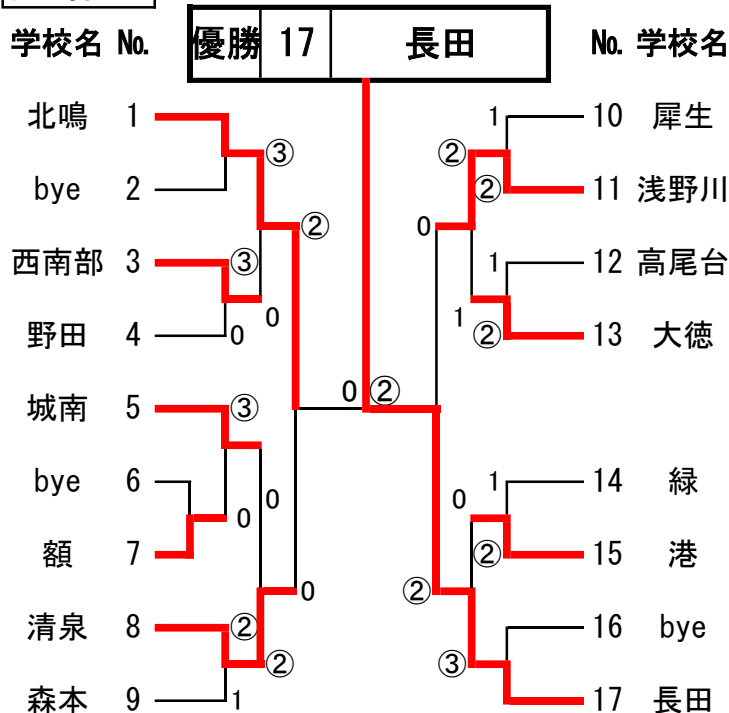 学校名 No. 優勝 17 長田 No. 学校名
北鳴 1 1 10 犀生
③ ②
bye 2 ② 11 浅野川
② 0
西南部 3 ③ 1 12 高尾台
0 1
野田 4 0 ② 13 大徳
0 ②
城南 5 ③
bye 6 0 0 1 14 緑
0
額 7 ② 15 港
0 ②
清泉 8 ② 16 bye
② ③
森本 9 1 17 長田